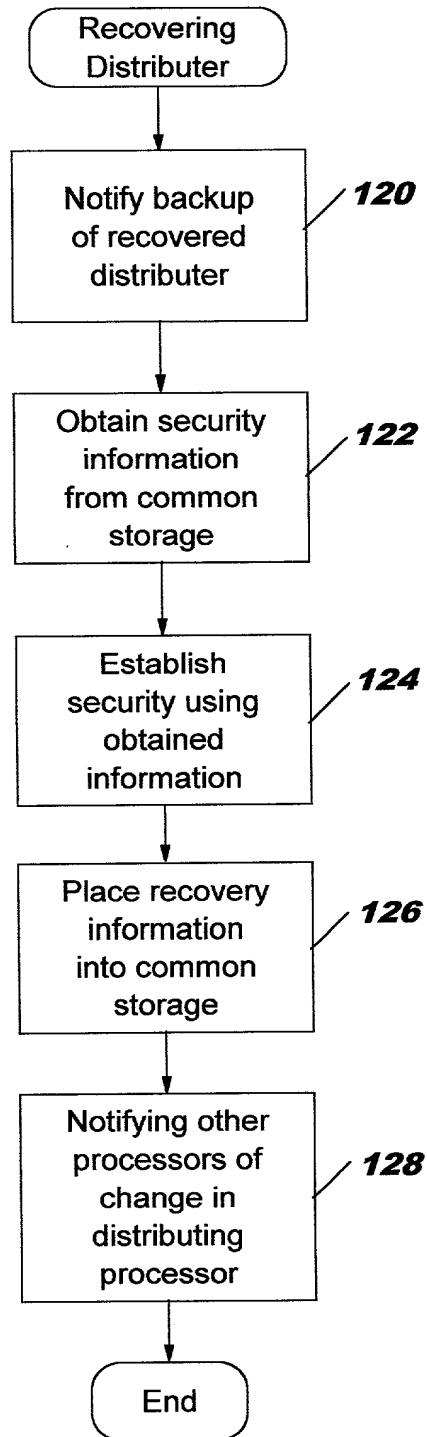 Recovering
Distributer
Notify backup
of recovered
distributer
120
Obtain security
information
from common
storage
122
Establish
security using
obtained
information
124
Place recovery
information
into common
storage
126
Notifying other
processors of
change in
distributing
processor
128
End